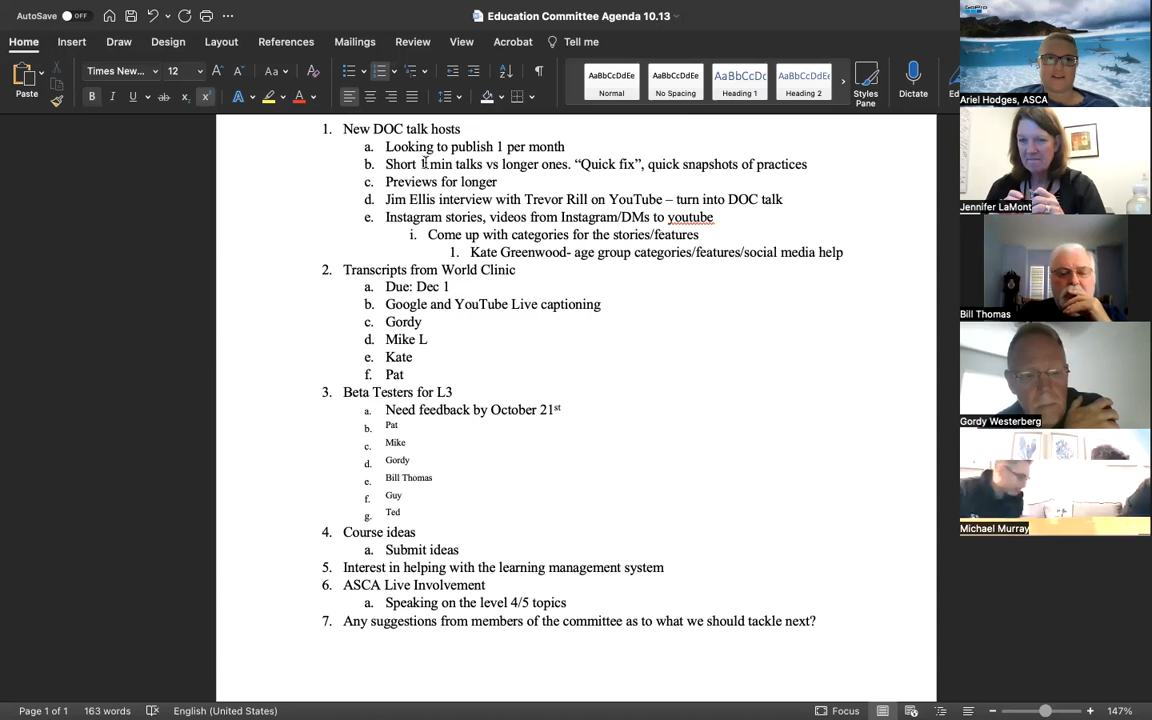 AutoSave OFF
Education Committee Agenda 10.13
Home Insert Draw Design Layout References Mailings Review View Acrobat Tell me
Paste
Times New... 12
Aa
AaBbCcDdEe AaBbCcDdEe AaBbCcDc AaBbCcDdEe
Normal No Spacing Heading 1 Heading 2
Styles Pane
Dictate
1. New DOC talk hosts
a. Looking to publish 1 per month
b. Short 1min talks vs longer ones. “Quick fix”, quick snapshots of practices
c. Previews for longer
d. Jim Ellis interview with Trevor Rill on YouTube – turn into DOC talk
e. Instagram stories, videos from Instagram/DMs to youtube
i. Come up with categories for the stories/features
1. Kate Greenwood- age group categories/features/social media help
2. Transcripts from World Clinic
a. Due: Dec 1
b. Google and YouTube Live captioning
c. Gordy
d. Mike L
e. Kate
f. Pat
3. Beta Testers for L3
a. Need feedback by October 21st
b. Pat
c. Mike
d. Gordy
e. Bill Thomas
f. Guy
g. Ted
4. Course ideas
a. Submit ideas
5. Interest in helping with the learning management system
6. ASCA Live Involvement
a. Speaking on the level 4/5 topics
7. Any suggestions from members of the committee as to what we should tackle next?
Page 1 of 1 163 words English (United States) Focus 147%
GoPro
Ariel Hodges, ASCA
Jennifer LaMont
Bill Thomas
Gordy Westerberg
Michael Murray